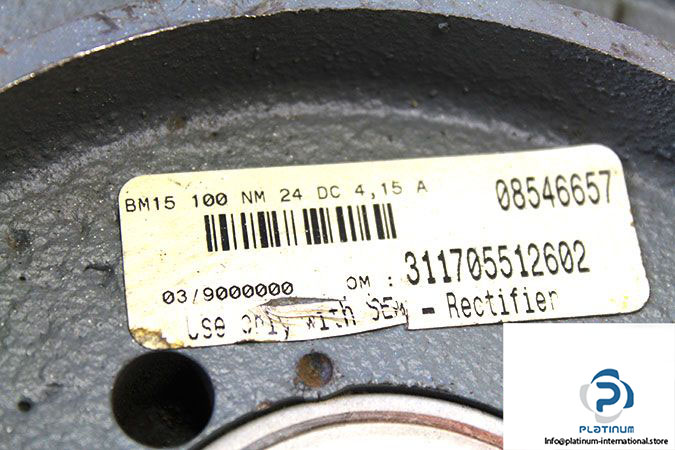 BM15 100 NM 24 DC 4,15 A
08546657
03/9000000
OM : 311705512602
Use only with SEW - Rectifier
PLATINUM
Info@platinum-international.store